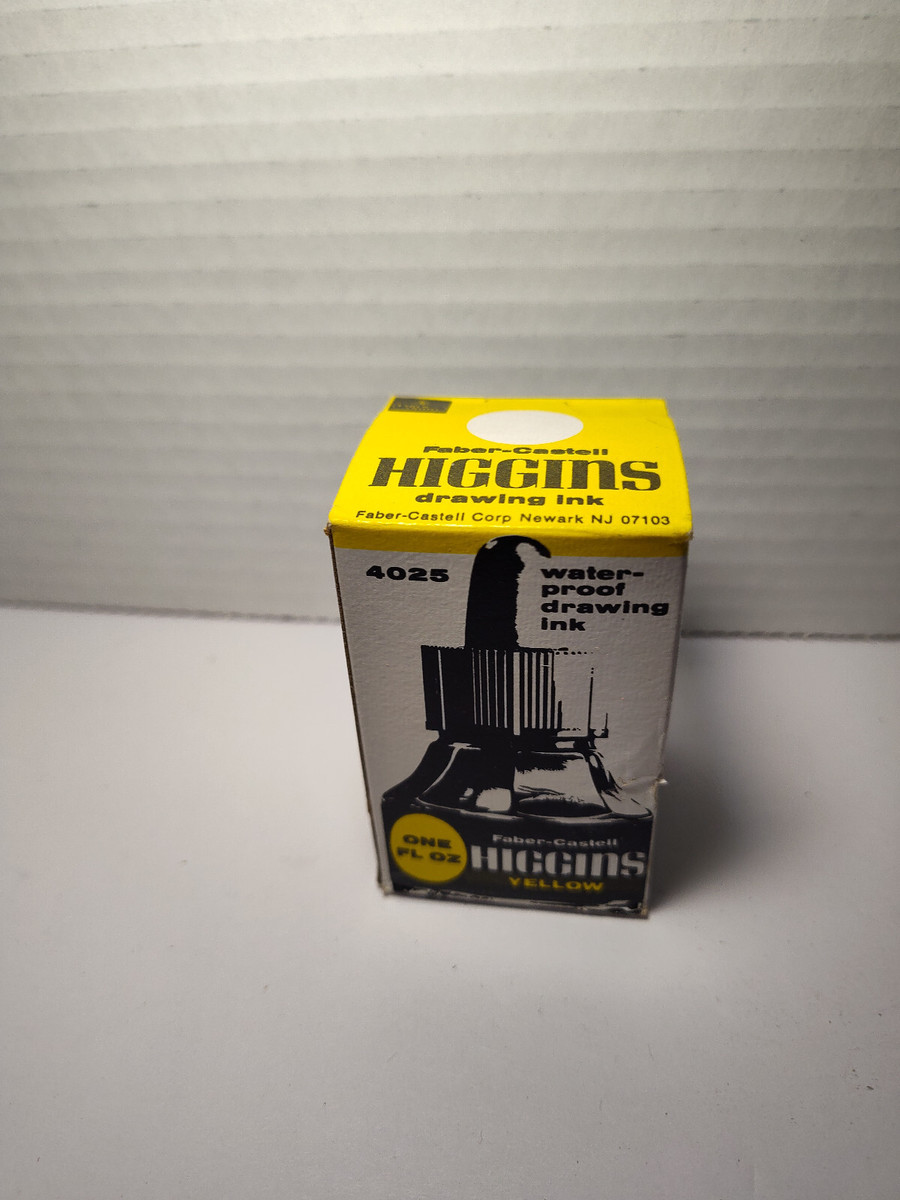 Faber-Castell
HIGGINS
drawing ink
Faber-Castell Corp Newark NJ 07103
4025
water-
proof
drawing
ink
ONE
FL OZ
Faber-Castell
HIGGINS
YELLOW